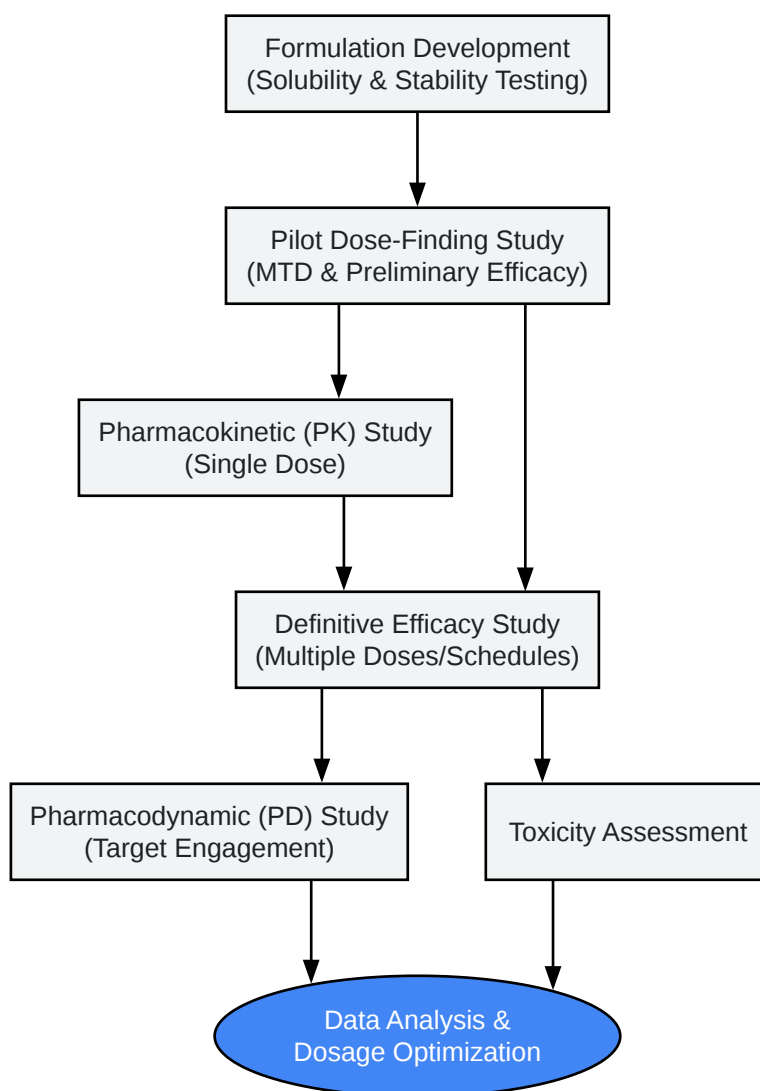 Formulation Development
(Solubility & Stability Testing)
Pilot Dose-Finding Study
(MTD & Preliminary Efficacy)
Pharmacokinetic (PK) Study
(Single Dose)
Definitive Efficacy Study
(Multiple Doses/Schedules)
Pharmacodynamic (PD) Study
(Target Engagement)
Toxicity Assessment
Data Analysis &
Dosage Optimization